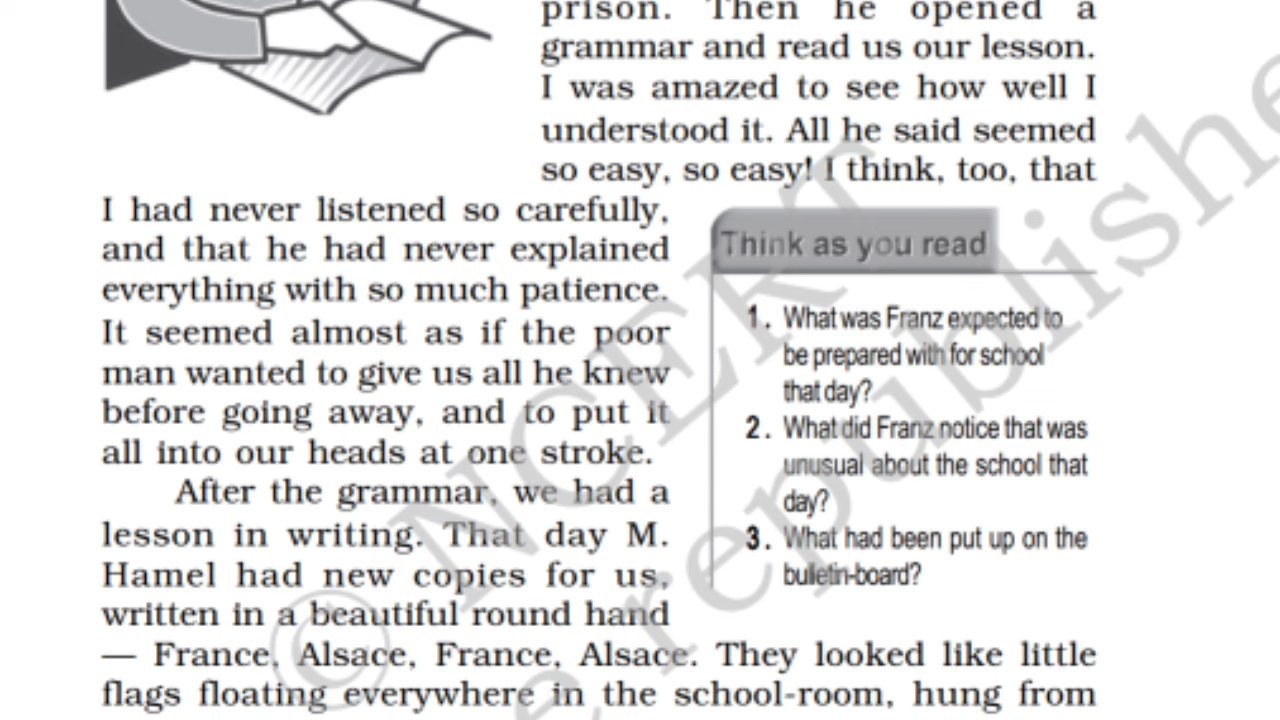 prison. Then he opened a
grammar and read us our lesson.
I was amazed to see how well I
understood it. All he said seemed
so easy, so easy! I think, too, that
I had never listened so carefully,
and that he had never explained
everything with so much patience.
It seemed almost as if the poor
man wanted to give us all he knew
before going away, and to put it
all into our heads at one stroke.
After the grammar, we had a
lesson in writing. That day M.
Hamel had new copies for us,
written in a beautiful round hand
— France, Alsace, France, Alsace. They looked like little
flags floating everywhere in the school-room, hung from
Think as you read
1. What was Franz expected to
be prepared with for school
that day?
2. What did Franz notice that was
unusual about the school that
day?
3. What had been put up on the
bulletin-board?
© NCERT
republishe